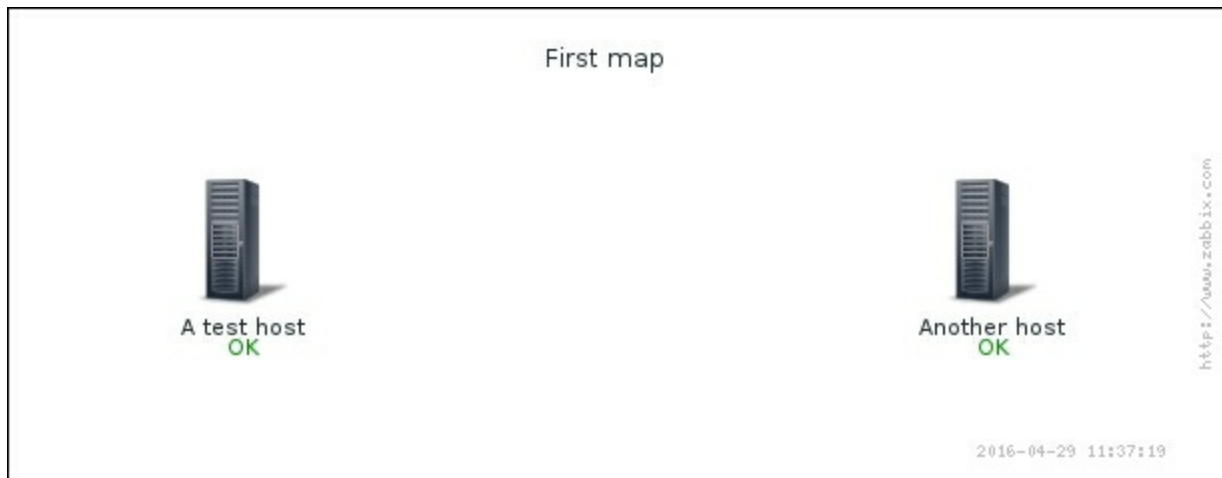 First map
A test host
OK
Another host
OK
http://www.zabbix.com
2016-04-29 11:37:19